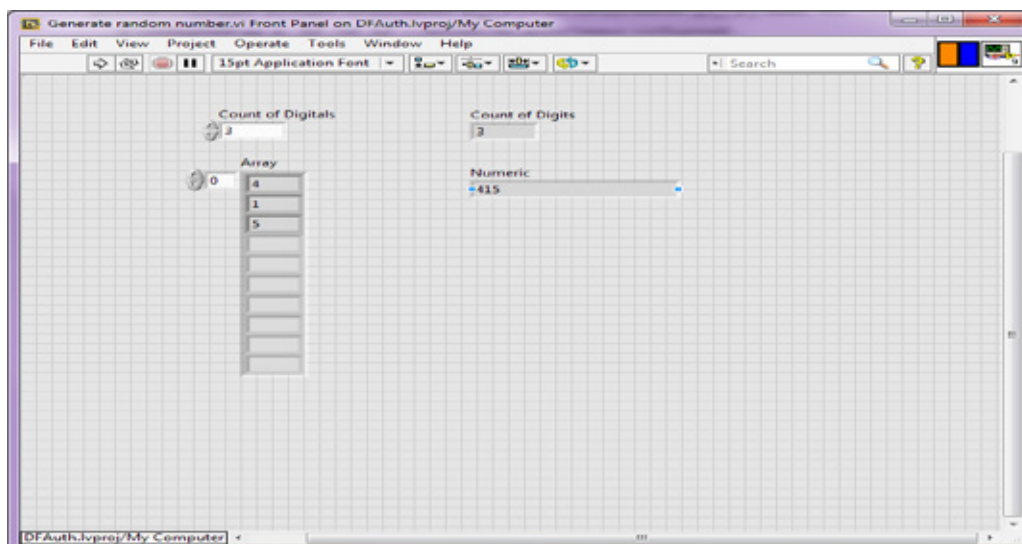 Generate random number.vi Front Panel on DFAuth.lvproj/My Computer
File Edit View Project Operate Tools Window Help
15pt Application Font Search
Count of Digitals
3
Count of Digits
3
Array
0
4
1
5
Numeric
415
DFAuth.lvproj/My Computer